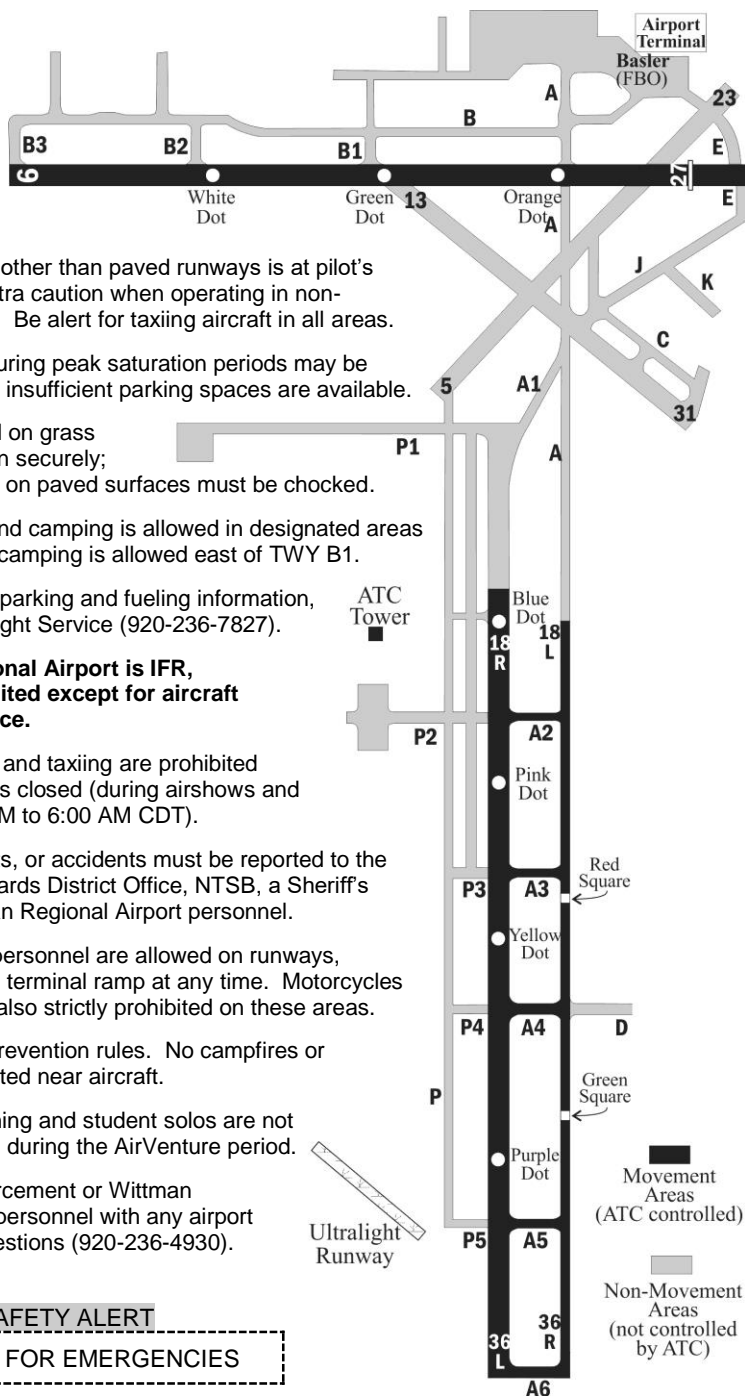 Airport
Terminal
Basler
(FBO)
23
A
B
B3
B2
B1
E
9
27
White
Dot
Green
Dot
13
Orange
Dot
A
E
J
K
C
31
5
A1
P1
A
other than paved runways is at pilot's
tra caution when operating in non-
Be alert for taxiing aircraft in all areas.
uring peak saturation periods may be
insufficient parking spaces are available.
d on grass
n securely;
on paved surfaces must be chocked.
nd camping is allowed in designated areas
camping is allowed east of TWY B1.
parking and fueling information,
ght Service (920-236-7827).
onal Airport is IFR,
ited except for aircraft
ce.
and taxiing are prohibited
s closed (during airshows and
M to 6:00 AM CDT).
s, or accidents must be reported to the
ards District Office, NTSB, a Sheriff's
n Regional Airport personnel.
personnel are allowed on runways,
terminal ramp at any time. Motorcycles
also strictly prohibited on these areas.
revention rules. No campfires or
ted near aircraft.
ning and student solos are not
during the AirVenture period.
rcement or Wittman
personnel with any airport
estions (920-236-4930).
AFETY ALERT
FOR EMERGENCIES
ATC
Tower
Blue
Dot
18
R
18
L
P2
A2
Pink
Dot
P3
A3
Red
Square
Yellow
Dot
P4
A4
D
P
Green
Square
Purple
Dot
Ultralight
Runway
P5
A5
36
L
36
R
A6
Movement
Areas
(ATC controlled)
Non-Movement
Areas
(not controlled
by ATC)